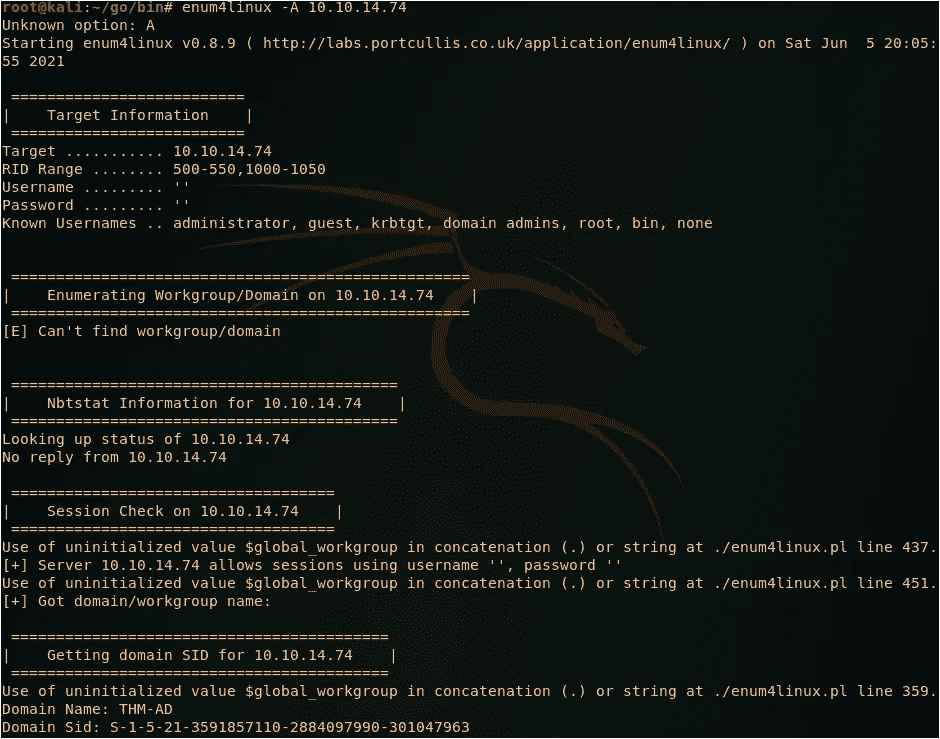 root@kali:~/go/bin# enum4linux -A 10.10.14.74
Unknown option: A
Starting enum4linux v0.8.9 ( http://labs.portcullis.co.uk/application/enum4linux/ ) on Sat Jun  5 20:05:
55 2021
 ==========================
|    Target Information    |
 ==========================
Target ........... 10.10.14.74
RID Range ........ 500-550,1000-1050
Username ......... ''
Password ......... ''
Known Usernames .. administrator, guest, krbtgt, domain admins, root, bin, none
 ===================================================
|    Enumerating Workgroup/Domain on 10.10.14.74    |
 ===================================================
[E] Can't find workgroup/domain
 ===========================================
|    Nbtstat Information for 10.10.14.74    |
 ===========================================
Looking up status of 10.10.14.74
No reply from 10.10.14.74
 ====================================
|    Session Check on 10.10.14.74    |
 ====================================
Use of uninitialized value $global_workgroup in concatenation (.) or string at ./enum4linux.pl line 437.
[+] Server 10.10.14.74 allows sessions using username '', password ''
Use of uninitialized value $global_workgroup in concatenation (.) or string at ./enum4linux.pl line 451.
[+] Got domain/workgroup name:
 ==========================================
|    Getting domain SID for 10.10.14.74    |
 ==========================================
Use of uninitialized value $global_workgroup in concatenation (.) or string at ./enum4linux.pl line 359.
Domain Name: THM-AD
Domain Sid: S-1-5-21-3591857110-2884097990-301047963